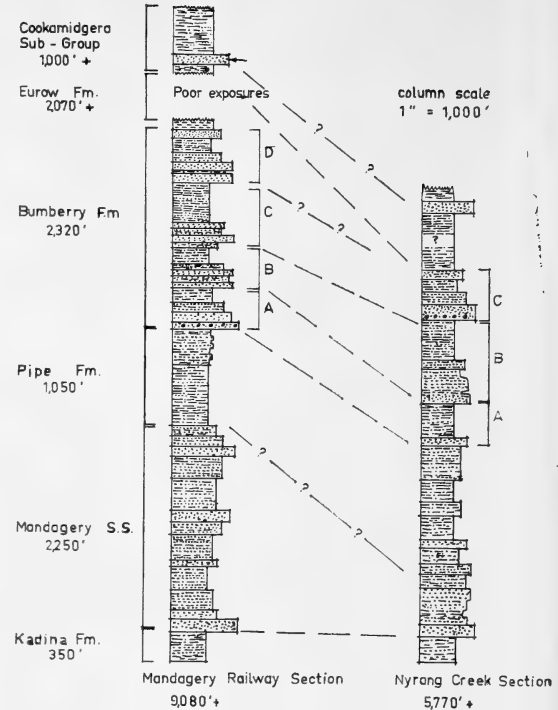 Cookamidgera
Sub - Group
1,000' +
Eurow Fm.
2,070' +
Poor exposures
column scale
1" = 1,000'
?
?
?
?
D
Bumberry Fm
2,320'
C
?
?
?
B
C
A
B
Pipe Fm.
1,050'
A
?
?
?
Mandagery S.S.
2,250'
Kadina Fm.
350'
Mandagery Railway Section
9,080' +
Nyrang Creek Section
5,770' +